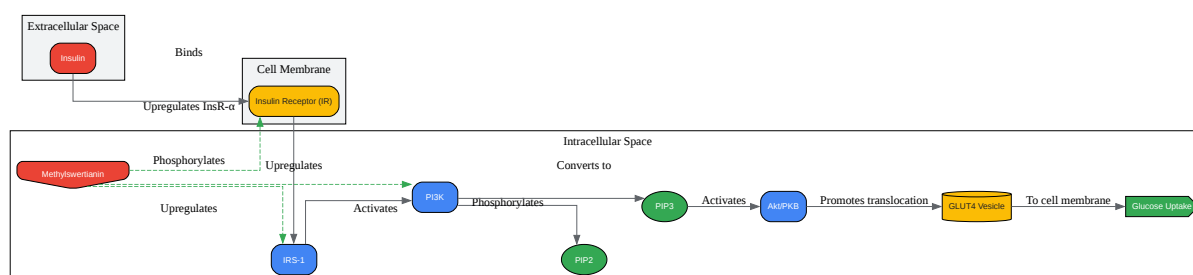 Extracellular Space
Insulin
Binds
Cell Membrane
Insulin Receptor (IR)
Upregulates InsR-α
Intracellular Space
Phosphorylates
Upregulates
Converts to
Methylswertianin
PI3K
Phosphorylates
PIP3
Activates
Akt/PKB
Promotes translocation
GLUT4 Vesicle
To cell membrane
Glucose Uptake
Upregulates
Activates
IRS-1
PIP2